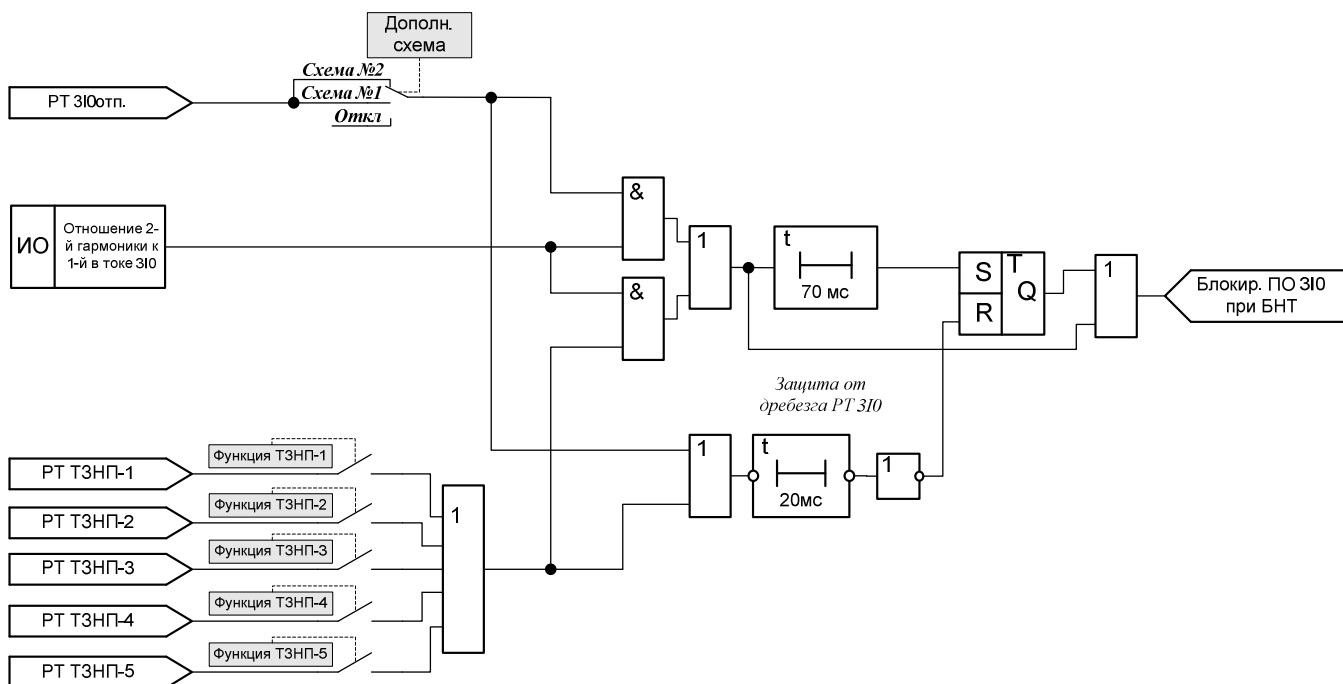 Дополн.
схема
Схема №2
РТ 3I0отп.
Схема №1
Откл
ИО
Отношение 2-
й гармоники к
1-й в токе 3I0
&
&
1
t
70 мс
S
T
Q
R
1
Блокир. ПО 3I0
при БНТ
Защита от
дребезга РТ 3I0
РТ ТЗНП-1
Функция ТЗНП-1
РТ ТЗНП-2
Функция ТЗНП-2
РТ ТЗНП-3
Функция ТЗНП-3
РТ ТЗНП-4
Функция ТЗНП-4
РТ ТЗНП-5
Функция ТЗНП-5
1
1
t
20мс
1